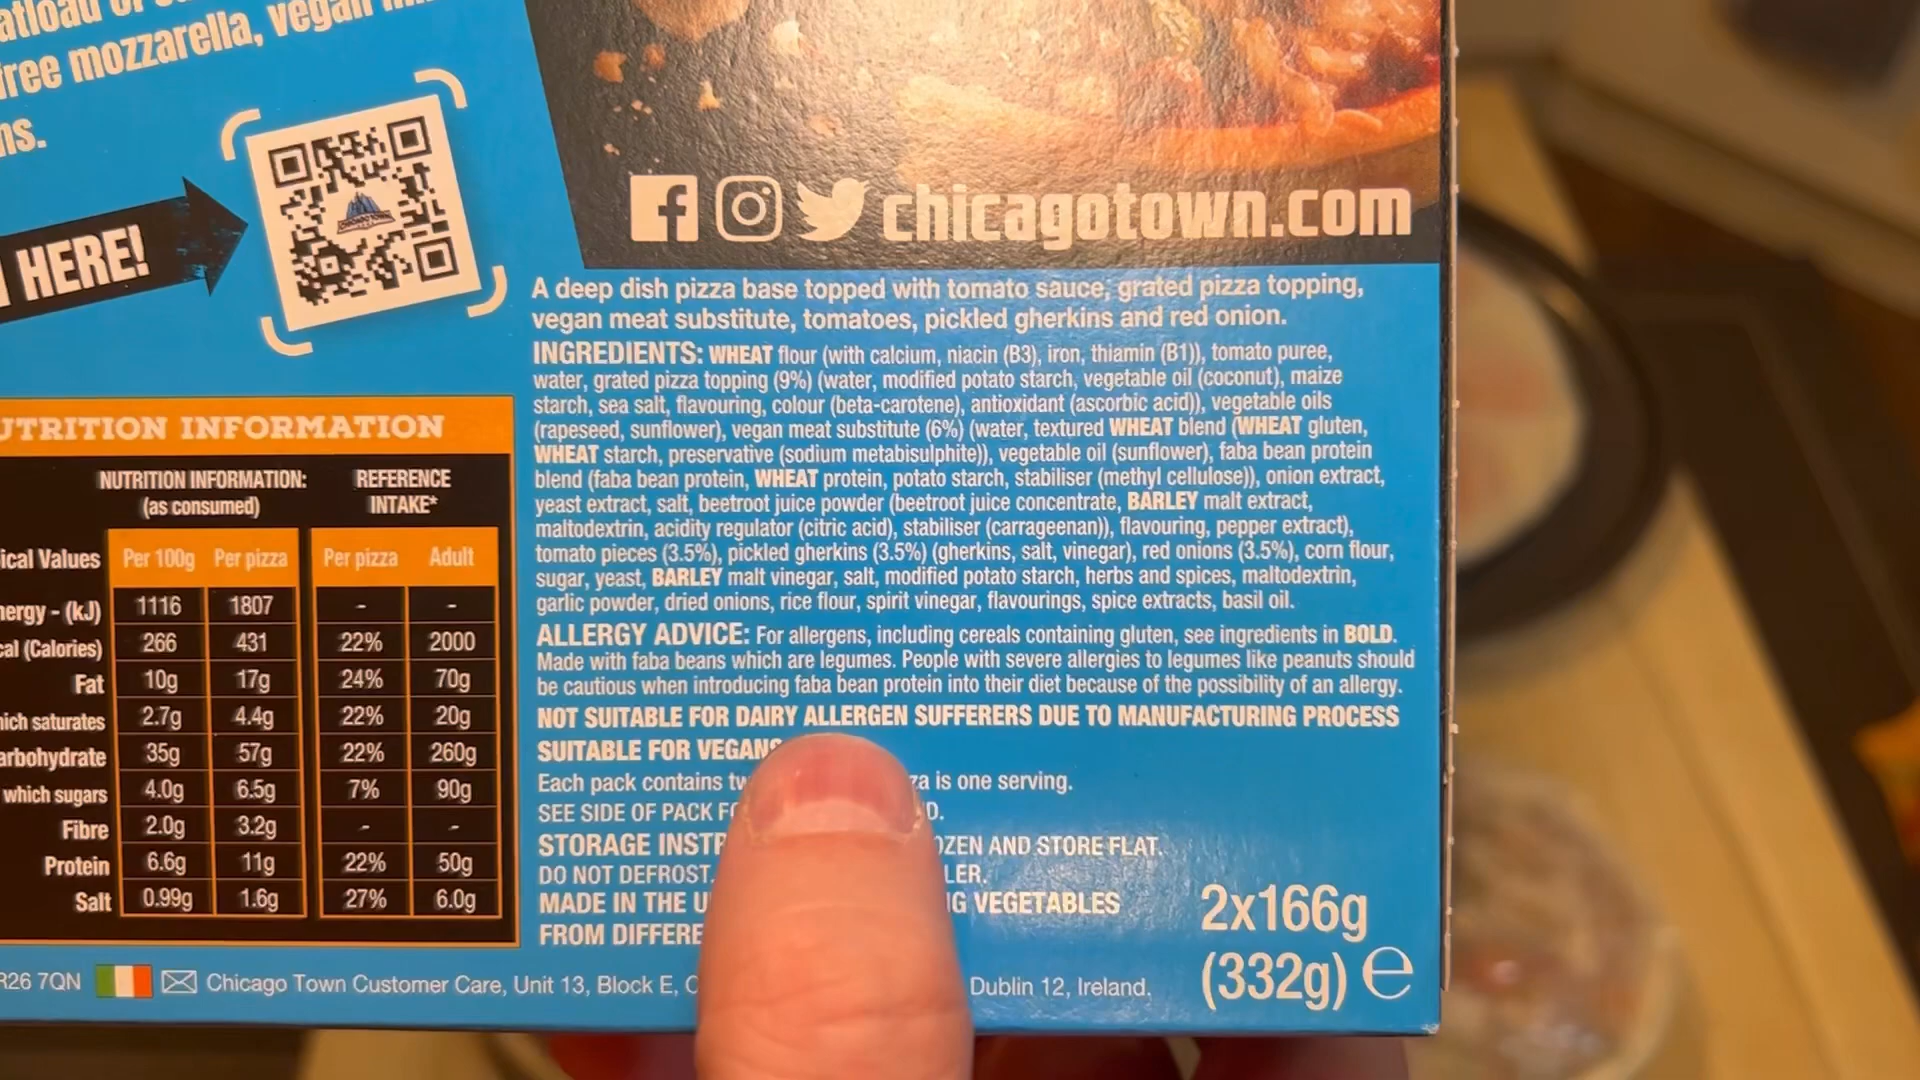 free mozzarella, vegan
HERE!
CHICAGO TOWN
chicagotown.com
A deep dish pizza base topped with tomato sauce, grated pizza topping,
vegan meat substitute, tomatoes, pickled gherkins and red onion.
INGREDIENTS: WHEAT flour (with calcium, niacin (B3), iron, thiamin (B1)), tomato puree,
water, grated pizza topping (9%) (water, modified potato starch, vegetable oil (coconut), maize
starch, sea salt, flavouring, colour (beta-carotene), antioxidant (ascorbic acid)), vegetable oils
(rapeseed, sunflower), vegan meat substitute (6%) (water, textured WHEAT blend (WHEAT gluten,
WHEAT starch, preservative (sodium metabisulphite)), vegetable oil (sunflower), faba bean protein
blend (faba bean protein, WHEAT protein, potato starch, stabiliser (methyl cellulose)), onion extract,
yeast extract, salt, beetroot juice powder (beetroot juice concentrate, BARLEY malt extract,
maltodextrin, acidity regulator (citric acid), stabiliser (carrageenan)), flavouring, pepper extract),
tomato pieces (3.5%), pickled gherkins (3.5%) (gherkins, salt, vinegar), red onions (3.5%), corn flour,
sugar, yeast, BARLEY malt vinegar, salt, modified potato starch, herbs and spices, maltodextrin,
garlic powder, dried onions, rice flour, spirit vinegar, flavourings, spice extracts, basil oil.
ALLERGY ADVICE: For allergens, including cereals containing gluten, see ingredients in BOLD.
Made with faba beans which are legumes. People with severe allergies to legumes like peanuts should
be cautious when introducing faba bean protein into their diet because of the possibility of an allergy.
NOT SUITABLE FOR DAIRY ALLERGEN SUFFERERS DUE TO MANUFACTURING PROCESS
SUITABLE FOR VEGANS
Each pack contains is one serving.
SEE SIDE OF PACK
STORAGE AND STORE FLAT.
DO NOT DEFROST.
MADE IN THE VEGETABLES
FROM
2x166g
(332g) e
NUTRITION INFORMATION
NUTRITION INFORMATION: REFERENCE
(as consumed) INTAKE*
Values Per 100g Per pizza Per pizza Adult
- (kJ) 1116 1807 - -
(Calories) 266 431 22% 2000
Fat 10g 17g 24% 70g
saturates 2.7g 4.4g 22% 20g
35g 57g 22% 260g
which sugars 4.0g 6.5g 7% 90g
Fibre 2.0g 3.2g - -
Protein 6.6g 11g 22% 50g
Salt 0.99g 1.6g 27% 6.0g
7QN Chicago Town Customer Care, Unit 13, Block E, Dublin 12, Ireland.